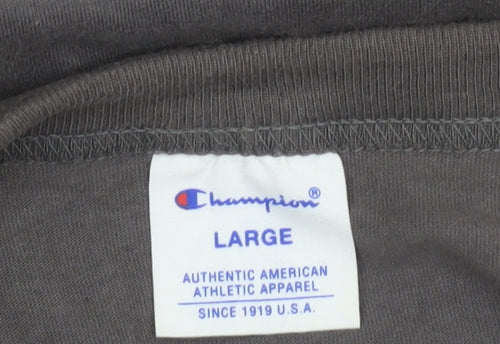 Champion®
LARGE
AUTHENTIC AMERICAN
ATHLETIC APPAREL
SINCE 1919 U.S.A.